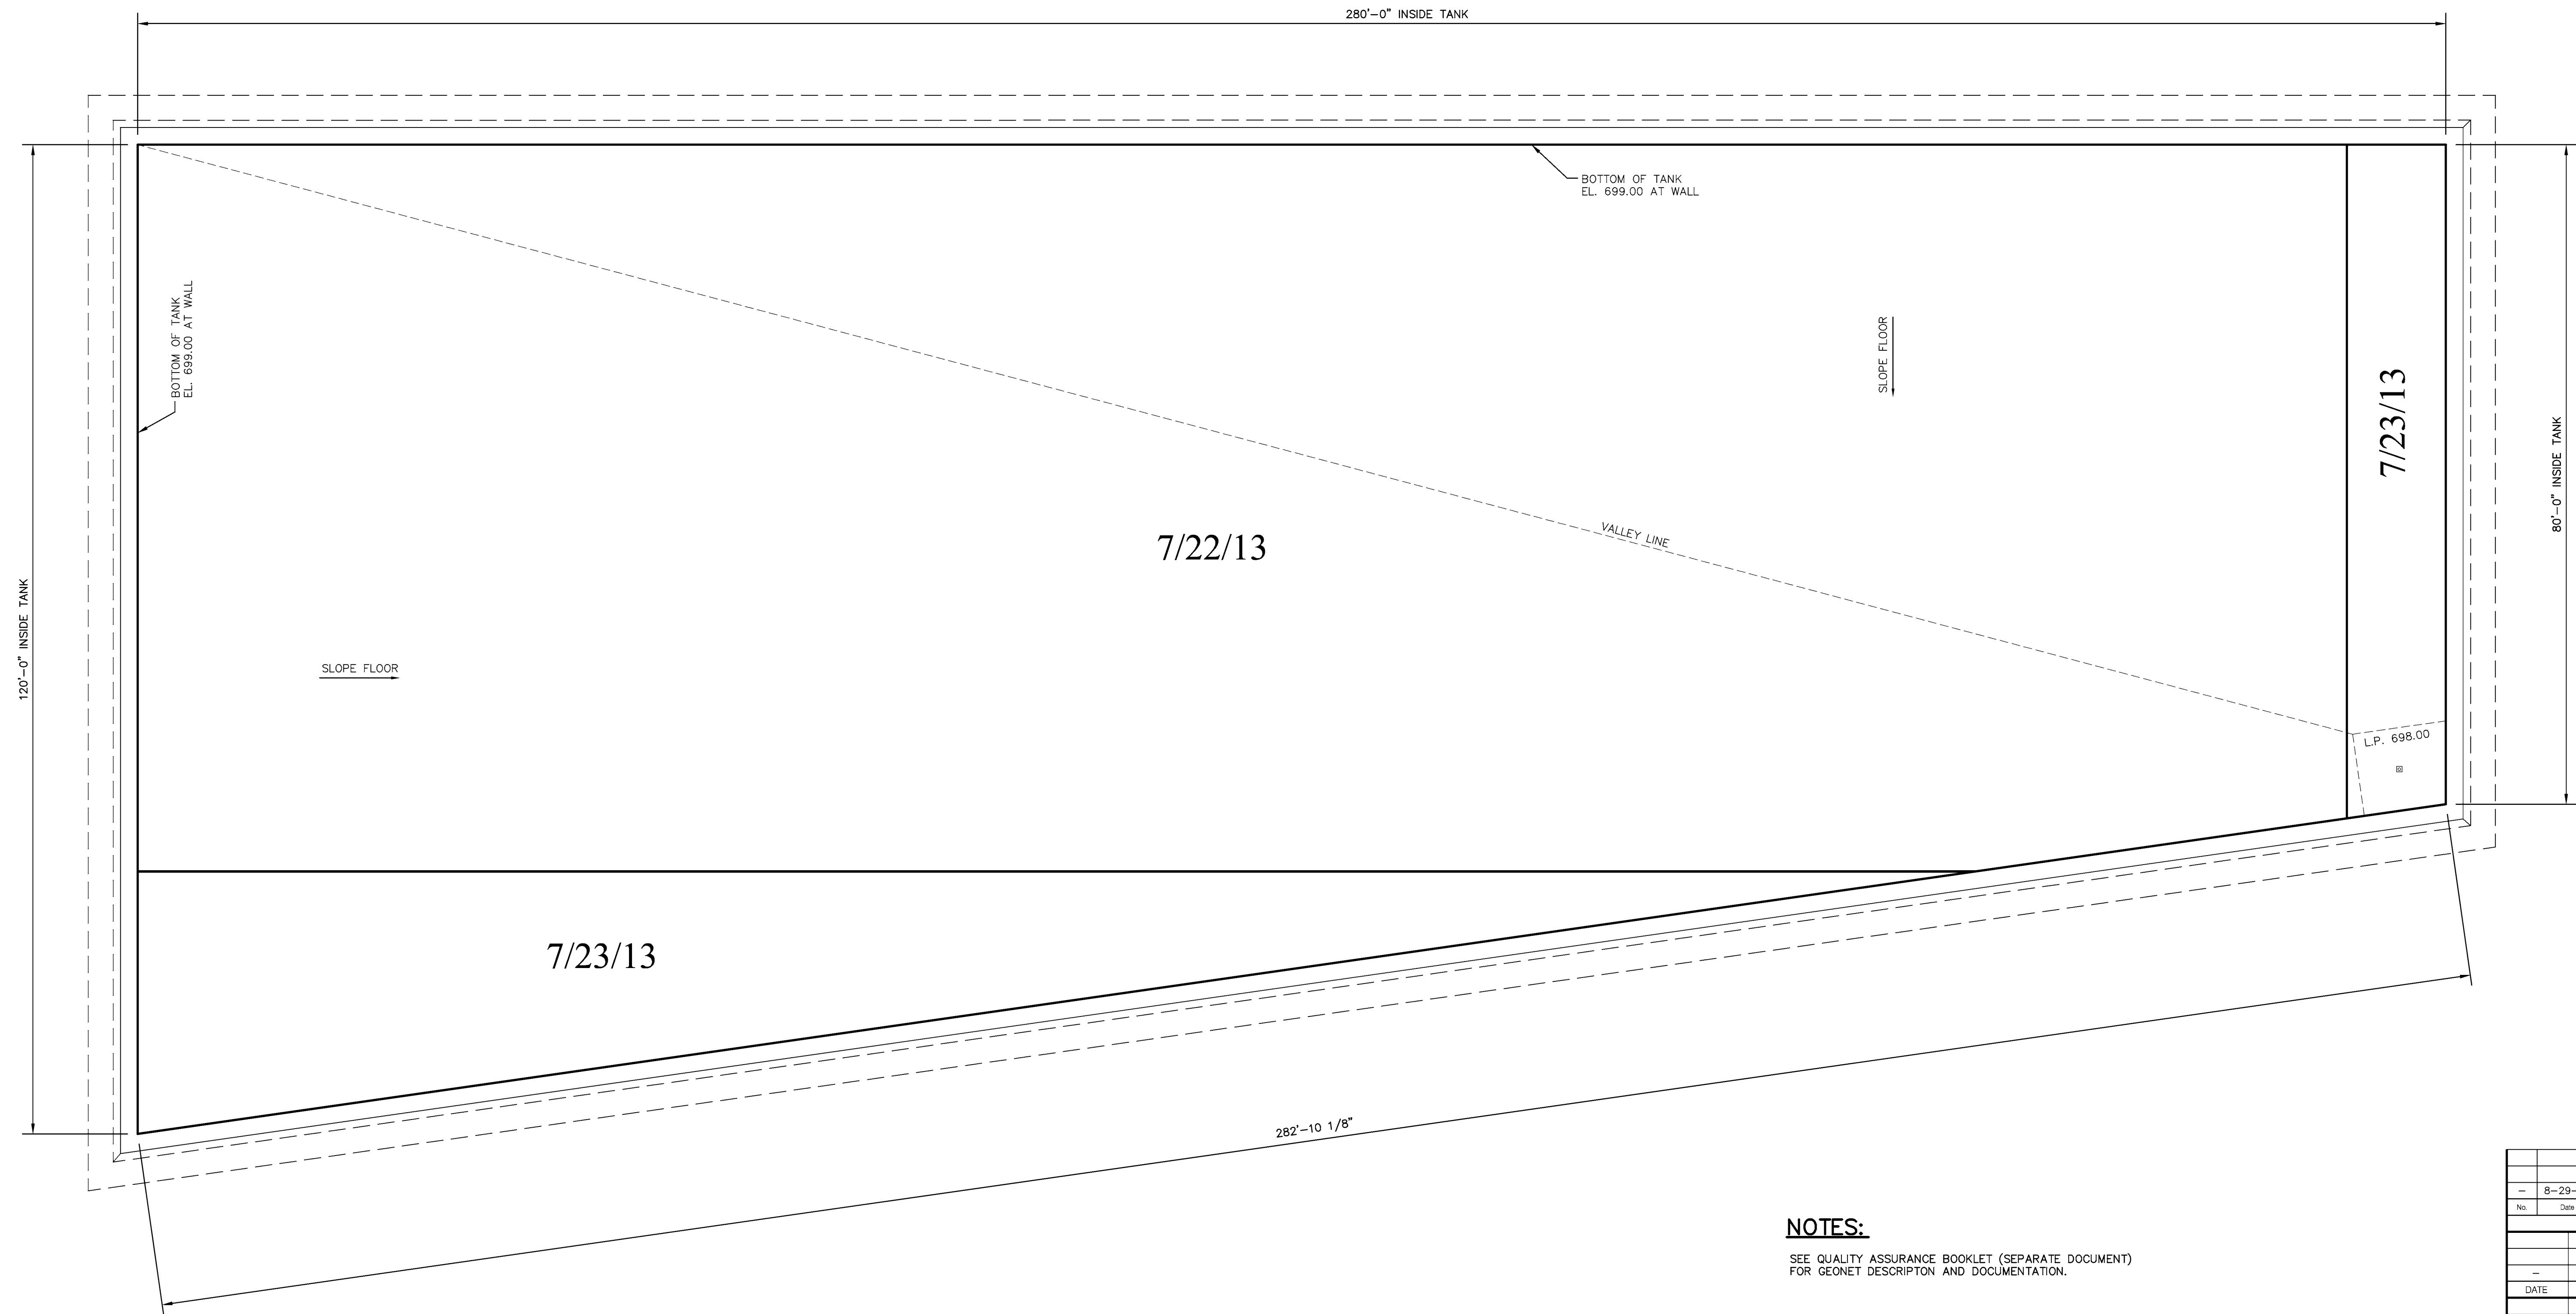 280'-0" INSIDE TANK
BOTTOM OF TANK
EL. 699.00 AT WALL
BOTTOM OF TANK
EL. 699.00 AT WALL
SLOPE FLOOR
7/23/13
80'-0" INSIDE TANK
VALLEY LINE
7/22/13
120'-0" INSIDE TANK
SLOPE FLOOR
L.P. 698.00
7/23/13
282'-10 1/8"
NOTES:
SEE QUALITY ASSURANCE BOOKLET (SEPARATE DOCUMENT)
FOR GEONET DESCRIPTON AND DOCUMENTATION.
- 8-29-
No. Date
-
DATE